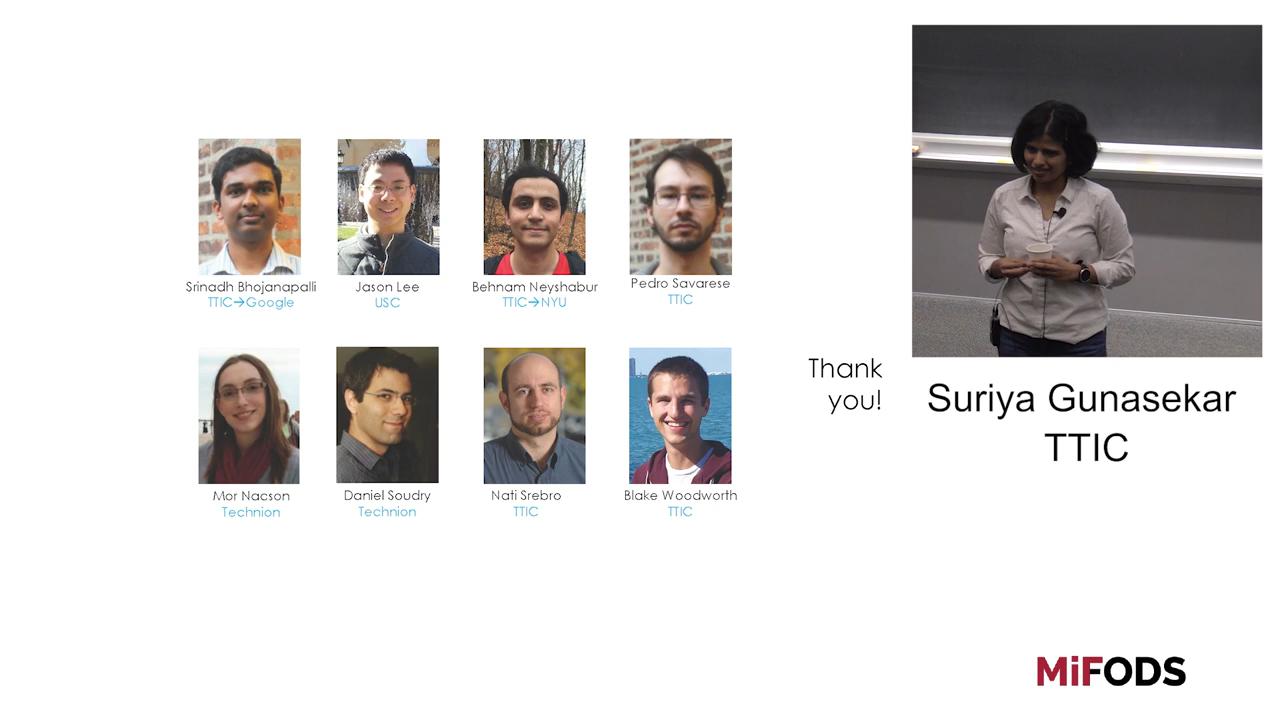 Srinadh Bhojanapalli
TTIC→Google
Jason Lee
USC
Behnam Neyshabur
TTIC→NYU
Pedro Savarese
TTIC
Mor Nacson
Technion
Daniel Soudry
Technion
Nati Srebro
TTIC
Blake Woodworth
TTIC
Thank
you!
Suriya Gunasekar
TTIC
MiFODS